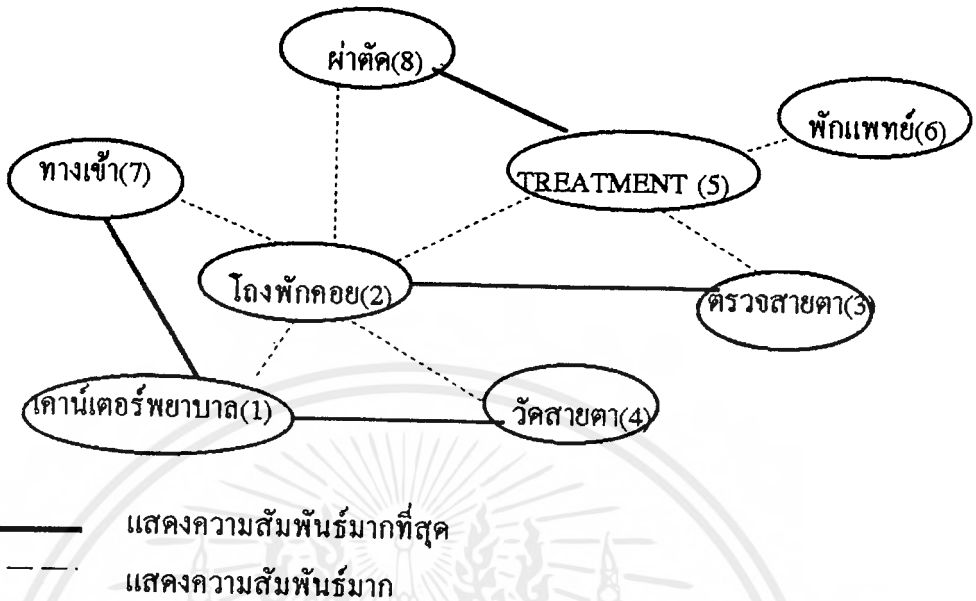 ผ่าตัด(8)
พักแพทย์(6)
ทางเข้า(7)
TREATMENT (5)
โถงพักคอย(2)
ตรวจสายตา(3)
เคาน์เตอร์พยาบาล(1)
วัดสายตา(4)
แสดงความสัมพันธ์มากที่สุด
แสดงความสัมพันธ์มาก